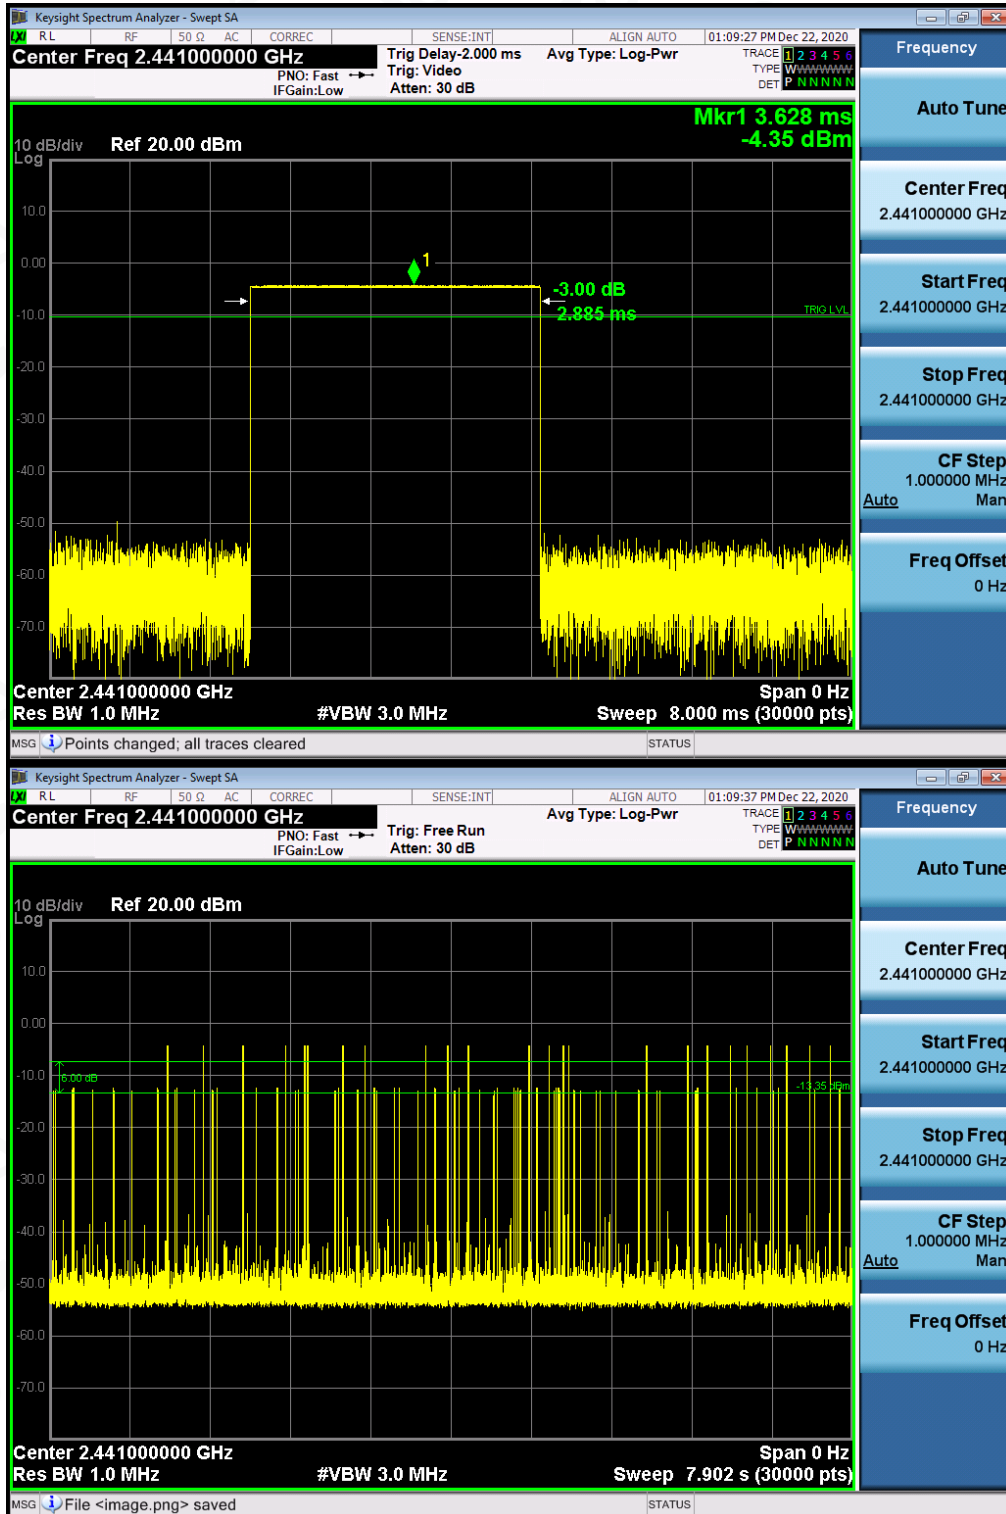 Keysight Spectrum Analyzer - Swept SA
LXI RL RF 50 Ω AC CORREC SENSE:INT ALIGN AUTO 01:09:27 PM Dec 22, 2020
Center Freq 2.441000000 GHz
PNO: Fast
IFGain:Low
Trig Delay-2.000 ms
Trig: Video
Atten: 30 dB
Avg Type: Log-Pwr
TRACE 1 2 3 4 5 6
TYPE WWWWWW
DET P N N N N N
Mkr1 3.628 ms
-4.35 dBm
10 dB/div Ref 20.00 dBm
Log
10.0
0.00
-10.0
-20.0
-30.0
-40.0
-50.0
-60.0
-70.0
1
-3.00 dB
2.885 ms
TRIG LVL
Center 2.441000000 GHz Span 0 Hz
Res BW 1.0 MHz #VBW 3.0 MHz Sweep 8.000 ms (30000 pts)
MSG Points changed; all traces cleared STATUS
Frequency
Auto Tune
Center Freq
2.441000000 GHz
Start Freq
2.441000000 GHz
Stop Freq
2.441000000 GHz
CF Step
1.000000 MHz
Auto Man
Freq Offset
0 Hz
Keysight Spectrum Analyzer - Swept SA
LXI RL RF 50 Ω AC CORREC SENSE:INT ALIGN AUTO 01:09:37 PM Dec 22, 2020
Center Freq 2.441000000 GHz
PNO: Fast
IFGain:Low
Trig: Free Run
Atten: 30 dB
Avg Type: Log-Pwr
TRACE 1 2 3 4 5 6
TYPE WWWWWW
DET P N N N N N
10 dB/div Ref 20.00 dBm
Log
10.0
0.00
-10.0
-20.0
-30.0
-40.0
-50.0
-60.0
-70.0
6.00 dB
-13.35 dBm
Center 2.441000000 GHz Span 0 Hz
Res BW 1.0 MHz #VBW 3.0 MHz Sweep 7.902 s (30000 pts)
MSG File <image.png> saved STATUS
Frequency
Auto Tune
Center Freq
2.441000000 GHz
Start Freq
2.441000000 GHz
Stop Freq
2.441000000 GHz
CF Step
1.000000 MHz
Auto Man
Freq Offset
0 Hz